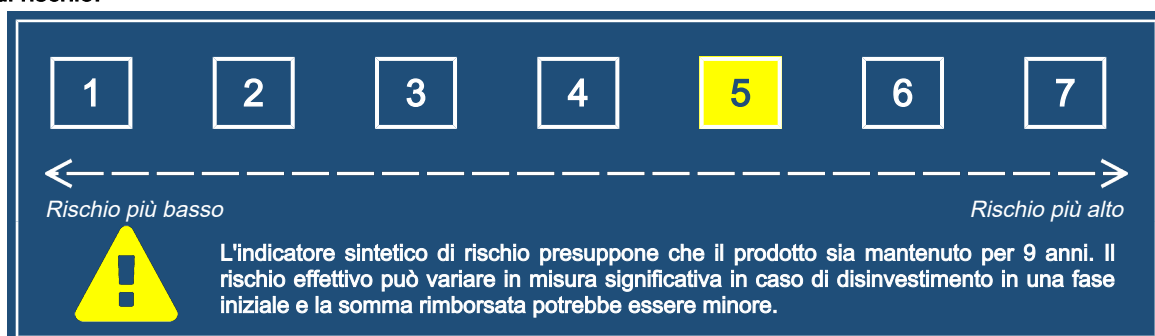 di rischio:
1 2 3 4 5 6 7
Rischio più basso Rischio più alto
L'indicatore sintetico di rischio presuppone che il prodotto sia mantenuto per 9 anni. Il
rischio effettivo può variare in misura significativa in caso di disinvestimento in una fase
iniziale e la somma rimborsata potrebbe essere minore.